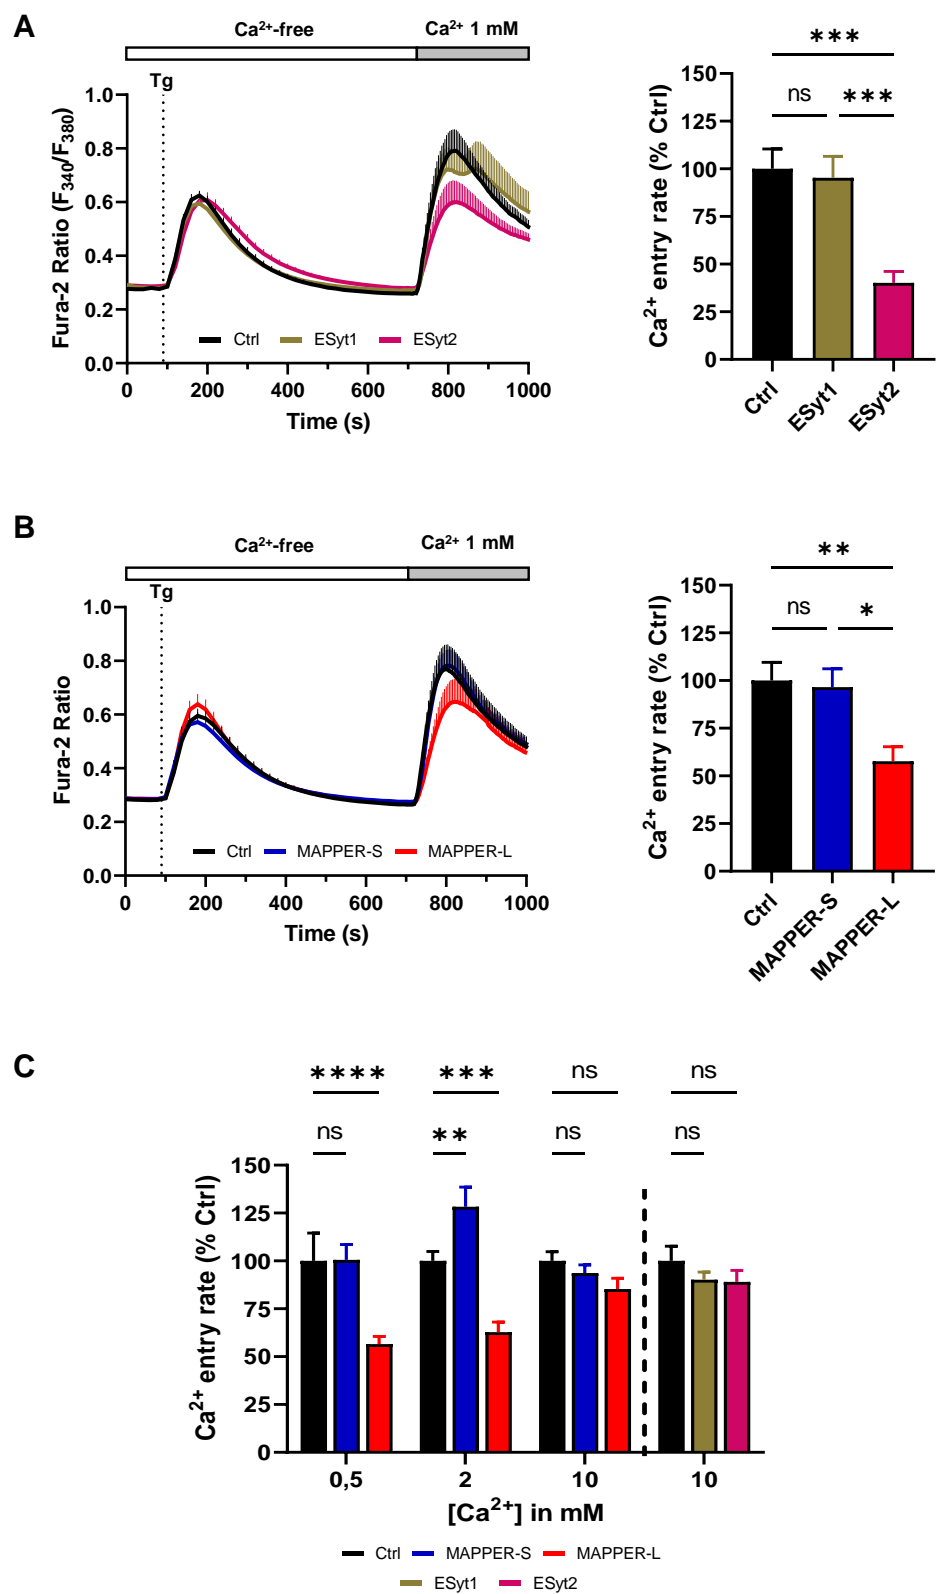 A
Ca²⁺-free
Ca²⁺ 1 mM
Tg
Fura-2 Ratio (F₃₄₀/F₃₈₀)
1.0
0.8
0.6
0.4
0.2
0.0
Ctrl ESyt1 ESyt2
0 200 400 600 800 1000
Time (s)
***
ns ***
Ca²⁺ entry rate (% Ctrl)
150
125
100
75
50
25
0
Ctrl ESyt1 ESyt2
B
Ca²⁺-free
Ca²⁺ 1 mM
Tg
Fura-2 Ratio
1.0
0.8
0.6
0.4
0.2
0.0
Ctrl MAPPER-S MAPPER-L
0 200 400 600 800 1000
Time (s)
**
ns *
Ca²⁺ entry rate (% Ctrl)
150
125
100
75
50
25
0
Ctrl MAPPER-S MAPPER-L
C
**** *** ns ns
ns ** ns ns
Ca²⁺ entry rate (% Ctrl)
150
125
100
75
50
25
0
0,5 2 10 10
[Ca²⁺] in mM
Ctrl MAPPER-S MAPPER-L
ESyt1 ESyt2